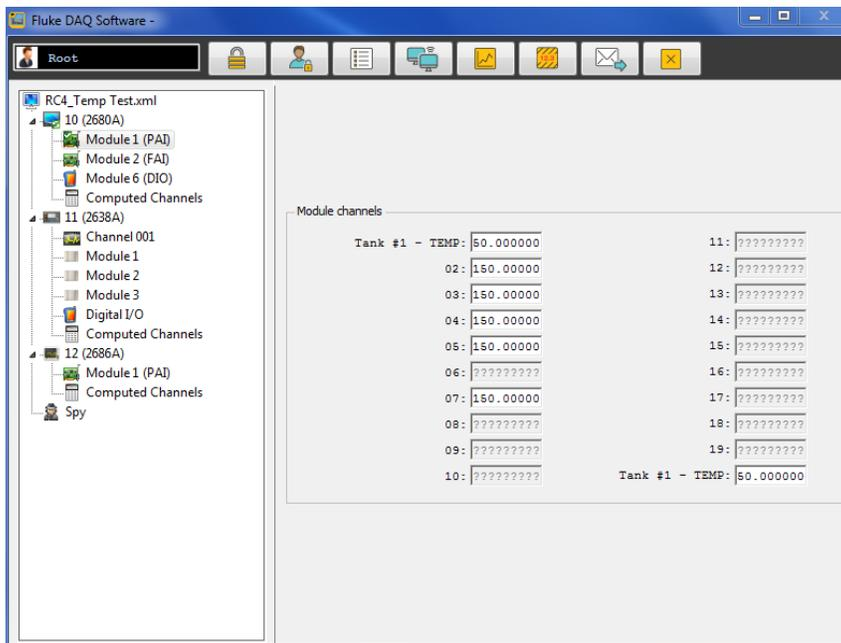 Fluke DAQ Software -
Root
12.3
RC4_Temp Test.xml
10 (2680A)
Module 1 (PAI)
Module 2 (FAI)
Module 6 (DIO)
Computed Channels
11 (2638A)
Channel 001
Module 1
Module 2
Module 3
Digital I/O
Computed Channels
12 (2686A)
Module 1 (PAI)
Computed Channels
Spy
Module channels
Tank #1 - TEMP: 50.000000
02: 150.00000
03: 150.00000
04: 150.00000
05: 150.00000
06: ?????????
07: 150.00000
08: ?????????
09: ?????????
10: ?????????
11: ?????????
12: ?????????
13: ?????????
14: ?????????
15: ?????????
16: ?????????
17: ?????????
18: ?????????
19: ?????????
Tank #1 - TEMP: 50.000000